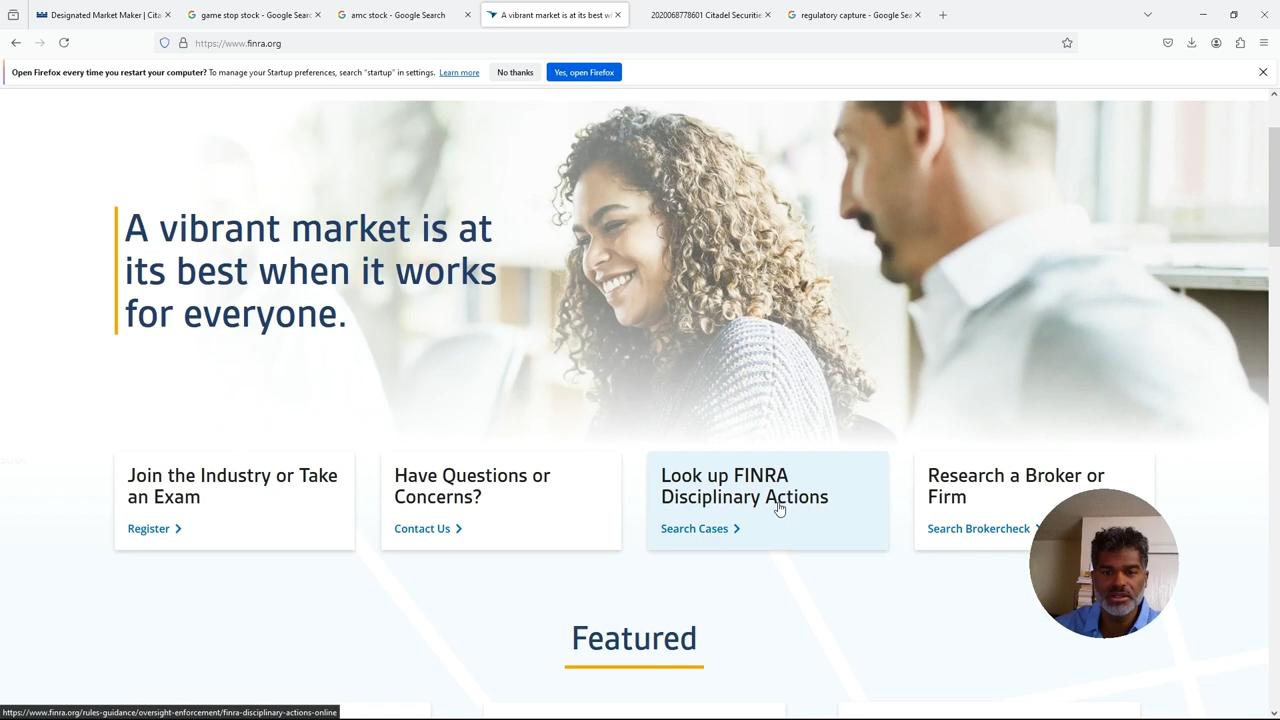 Designated Market Maker | Cita
game stop stock - Google Searc
amc stock - Google Search
A vibrant market is at its best wi
2020068778601 Citadel Securities
regulatory capture - Google Sea
https://www.finra.org
Open Firefox every time you restart your computer? To manage your Startup preferences, search "startup" in settings. Learn more No thanks Yes, open Firefox
A vibrant market is at
its best when it works
for everyone.
Join the Industry or Take
an Exam
Register
Have Questions or
Concerns?
Contact Us
Look up FINRA
Disciplinary Actions
Search Cases
Research a Broker or
Firm
Search Brokercheck
Featured
https://www.finra.org/rules-guidance/oversight-enforcement/finra-disciplinary-actions-online